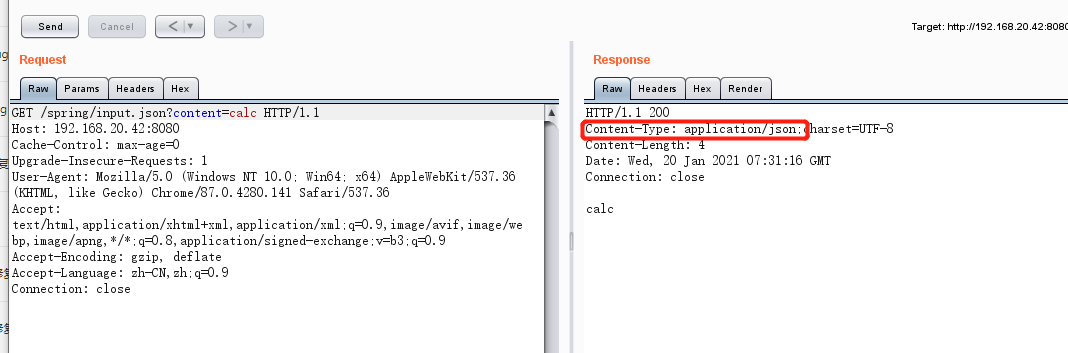 Send
Cancel
< | ▼
> | ▼
Target: http://192.168.20.42:8080
Request
Raw Params Headers Hex
GET /spring/input.json?content=calc HTTP/1.1
Host: 192.168.20.42:8080
Cache-Control: max-age=0
Upgrade-Insecure-Requests: 1
User-Agent: Mozilla/5.0 (Windows NT 10.0; Win64; x64) AppleWebKit/537.36
(KHTML, like Gecko) Chrome/87.0.4280.141 Safari/537.36
Accept:
text/html,application/xhtml+xml,application/xml;q=0.9,image/avif,image/we
bp,image/apng,*/*;q=0.8,application/signed-exchange;v=b3;q=0.9
Accept-Encoding: gzip, deflate
Accept-Language: zh-CN,zh;q=0.9
Connection: close
Response
Raw Headers Hex Render
HTTP/1.1 200
Content-Type: application/json;charset=UTF-8
Content-Length: 4
Date: Wed, 20 Jan 2021 07:31:16 GMT
Connection: close
calc